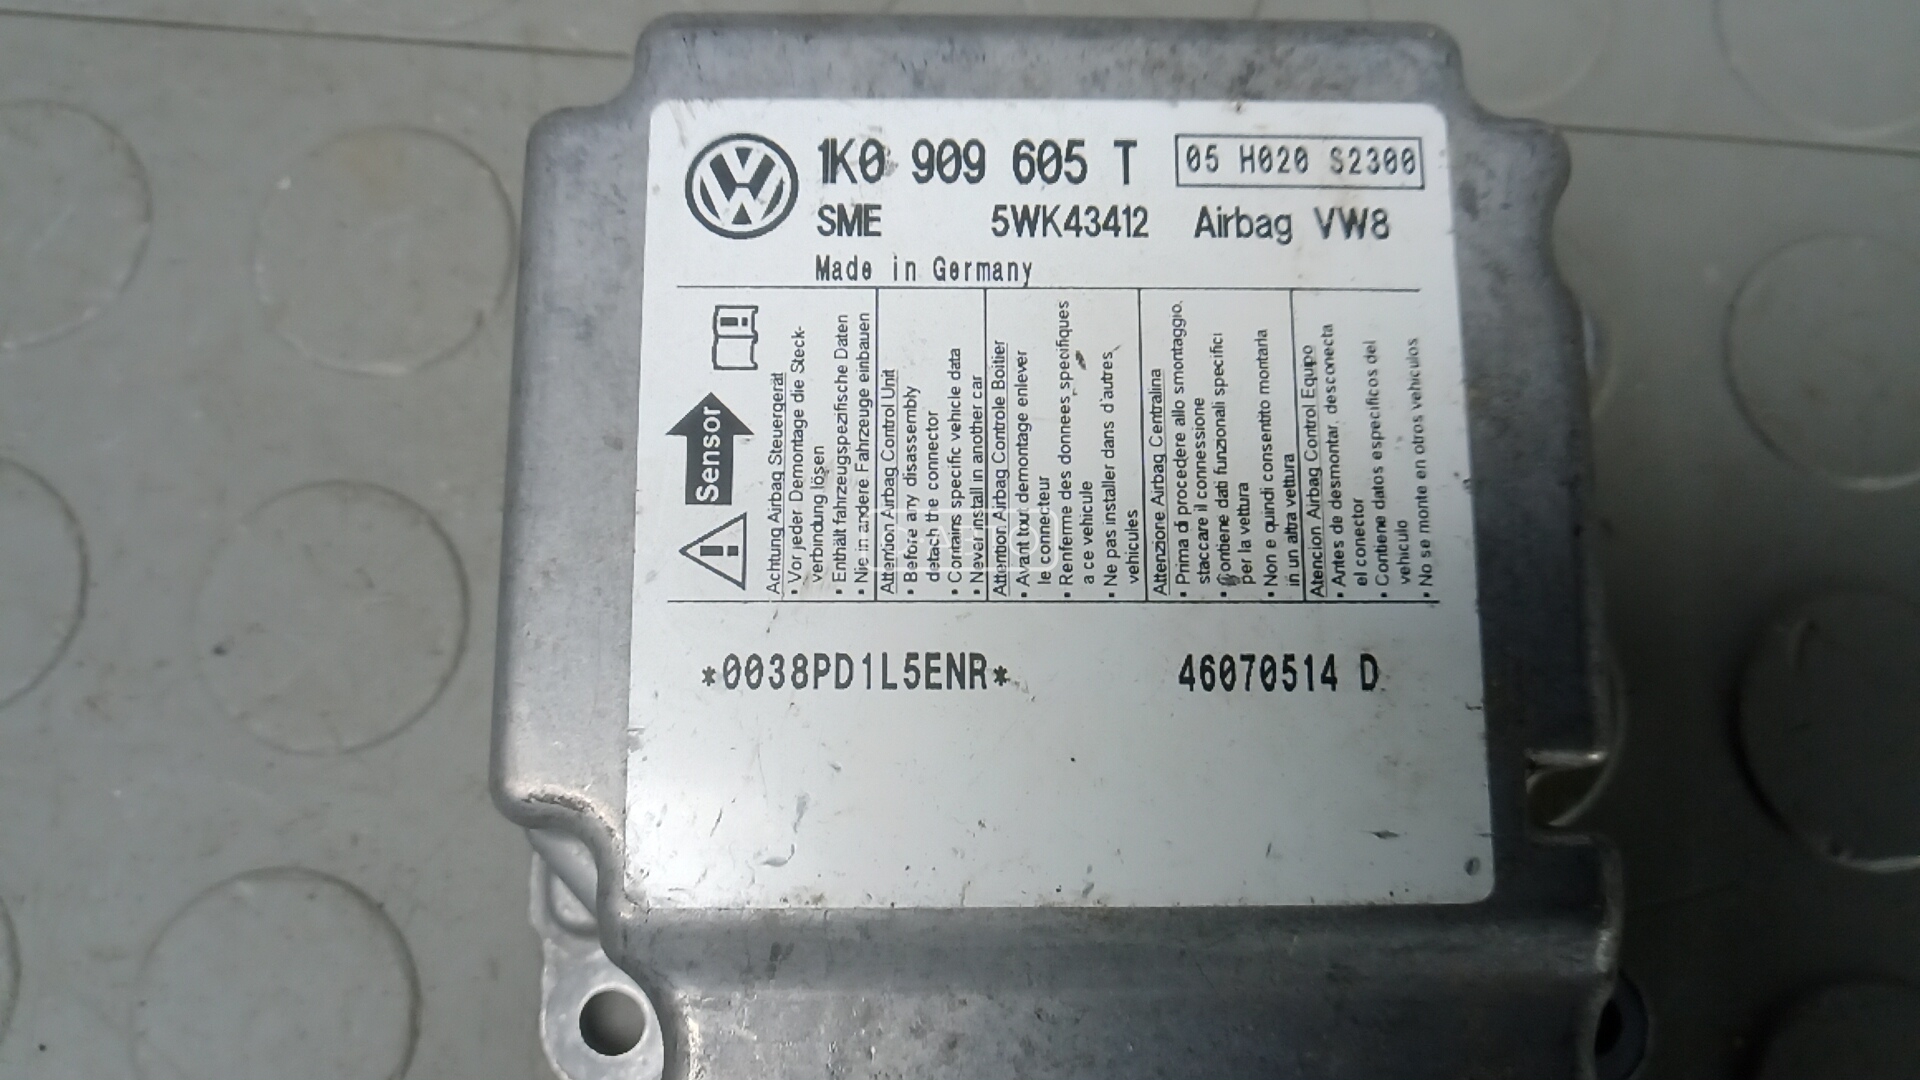 1K0 909 605 T 05 H020 S2300
SME 5WK43412 Airbag VW8
Made in Germany
Sensor
Achtung Airbag Steuergerät
• Vor jeder Demontage die Steck-
verbindung lösen
• Enthält fahrzeugspezifische Daten
• Nie in andere Fahrzeuge einbauen
Attention Airbag Control Unit
• Before any disassembly
detach the connector
• Contains specific vehicle data
• Never install in another car
Attention Airbag Controle Boitier
• Avant tout demontage enlever
le connecteur
• Renferme des donnees specifiques
a ce vehicule
• Ne pas installer dans d'autres
vehicules
Attenzione Airbag Centralina
• Prima di procedere allo smontaggio.
staccare il connessione
• Contiene dati funzionali specifici
per la vettura
• Non e quindi consentito montarla
in un altra vettura
Atencion Airbag Control Equipo
• Antes de desmontar, desconecta
el conector
• Contiene datos especificos del
vehiculo
• No se monte en otros vehiculos
*0038PD1L5ENR* 46070514 D